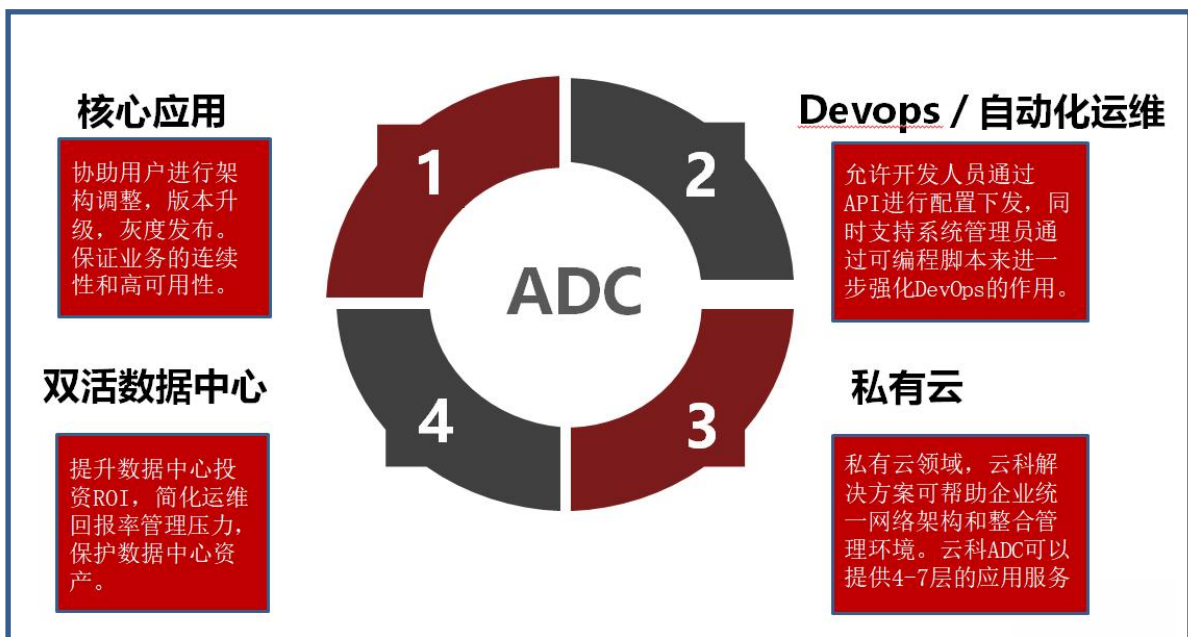 核心应用
协助用户进行架
构调整，版本升
级，灰度发布。
保证业务的连续
性和高可用性。
1
2
Devops / 自动化运维
允许开发人员通过
API进行配置下发，同
时支持系统管理员通
过可编程脚本来进一
步强化DevOps的作用。
ADC
双活数据中心
提升数据中心投
资ROI，简化运维
回报率管理压力，
保护数据中心资
产。
4
3
私有云
私有云领域，云科解
决方案可帮助企业统
一网络架构和整合管
理环境。云科ADC可以
提供4-7层的应用服务